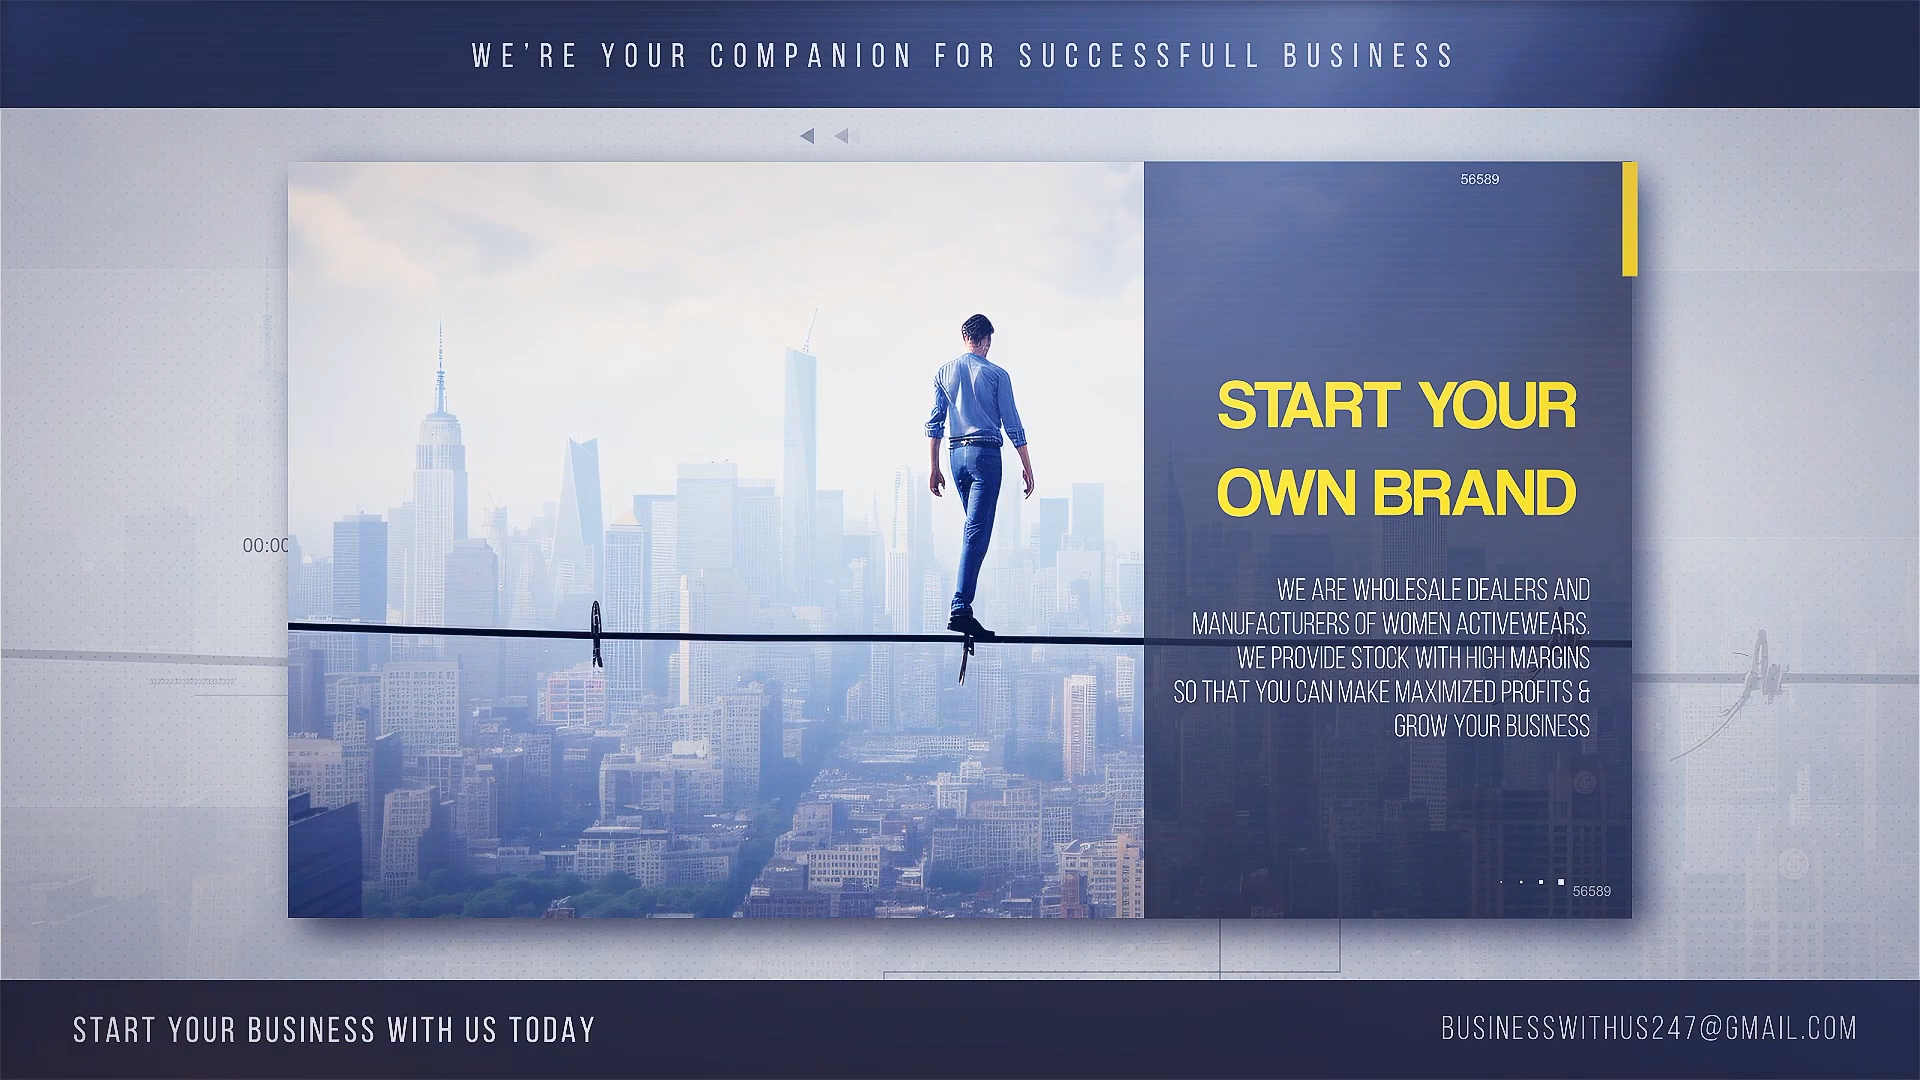 WE'RE YOUR COMPANION FOR SUCCESSFULL BUSINESS
56589
START YOUR
OWN BRAND
00:00
WE ARE WHOLESALE DEALERS AND
MANUFACTURERS OF WOMEN ACTIVEWEARS.
WE PROVIDE STOCK WITH HIGH MARGINS
SO THAT YOU CAN MAKE MAXIMIZED PROFITS &
GROW YOUR BUSINESS
56589
START YOUR BUSINESS WITH US TODAY
BUSINESSWITHUS247@GMAIL.COM